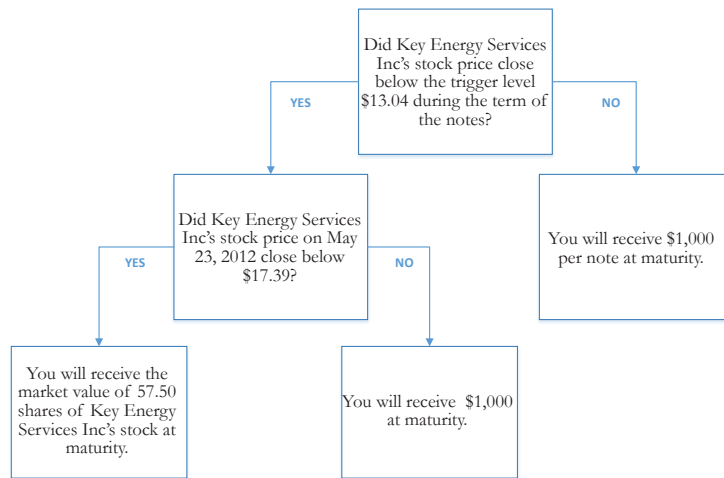 Did Key Energy Services
Inc's stock price close
below the trigger level
$13.04 during the term of
the notes?
YES
NO
Did Key Energy Services
Inc's stock price on May
23, 2012 close below
$17.39?
You will receive $1,000
per note at maturity.
YES
NO
You will receive the
market value of 57.50
shares of Key Energy
Services Inc's stock at
maturity.
You will receive $1,000
at maturity.